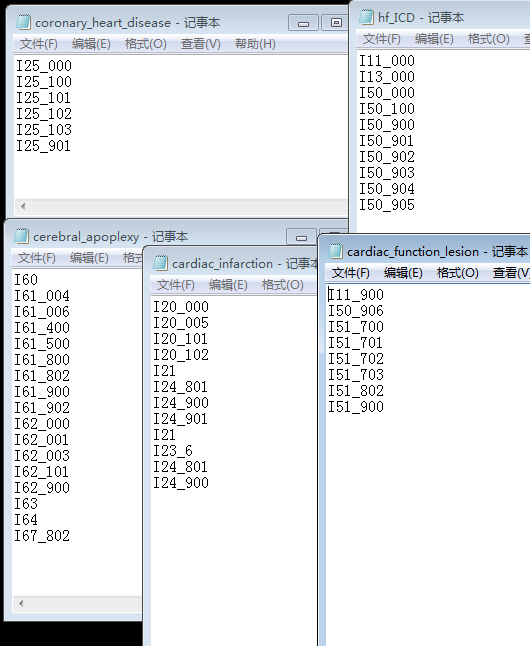 coronary_heart_disease - 记事本
文件(F) 编辑(E) 格式(O) 查看(V) 帮助(H)
I25_000
I25_100
I25_101
I25_102
I25_103
I25_901
hf_ICD - 记事本
文件(F) 编辑(E) 格式(O)
I11_000
I13_000
I50_000
I50_100
I50_900
I50_901
I50_902
I50_903
I50_904
I50_905
cerebral_apoplexy - 记事本
文件(F) 编辑(E) 格式
I60
I61_004
I61_006
I61_400
I61_500
I61_800
I61_802
I61_900
I61_902
I62_000
I62_001
I62_003
I62_101
I62_900
I63
I64
I67_802
cardiac_infarction - 记事本
文件(F) 编辑(E) 格式(O)
I20_000
I20_005
I20_101
I20_102
I21
I24_801
I24_900
I24_901
I21
I23_6
I24_801
I24_900
cardiac_function_lesion - 记事本
文件(F) 编辑(E) 格式(O) 查看(V)
I11_900
I50_906
I51_700
I51_701
I51_702
I51_703
I51_802
I51_900